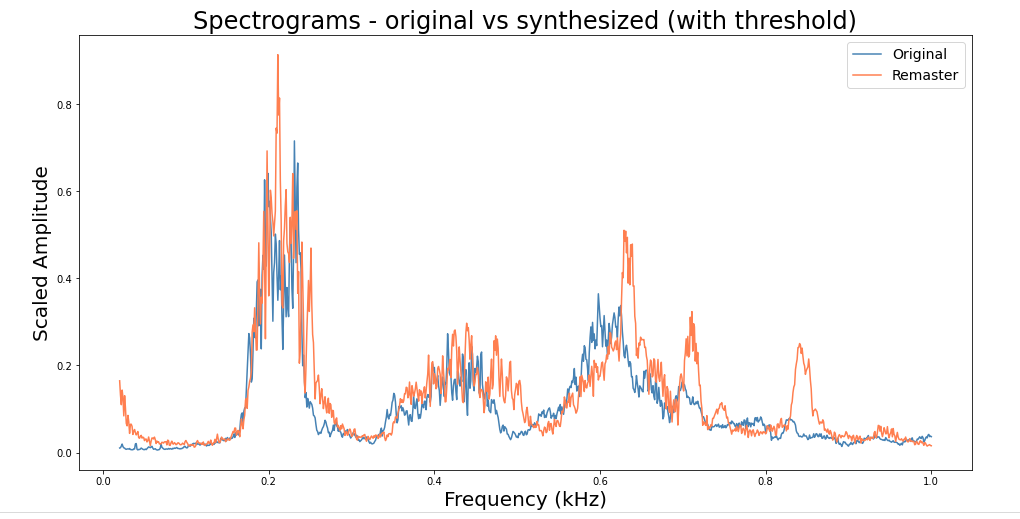 Spectrograms - original vs synthesized (with threshold)
Original
Remaster
Scaled Amplitude
0.8
0.6
0.4
0.2
0.0
0.0 0.2 0.4 0.6 0.8 1.0
Frequency (kHz)